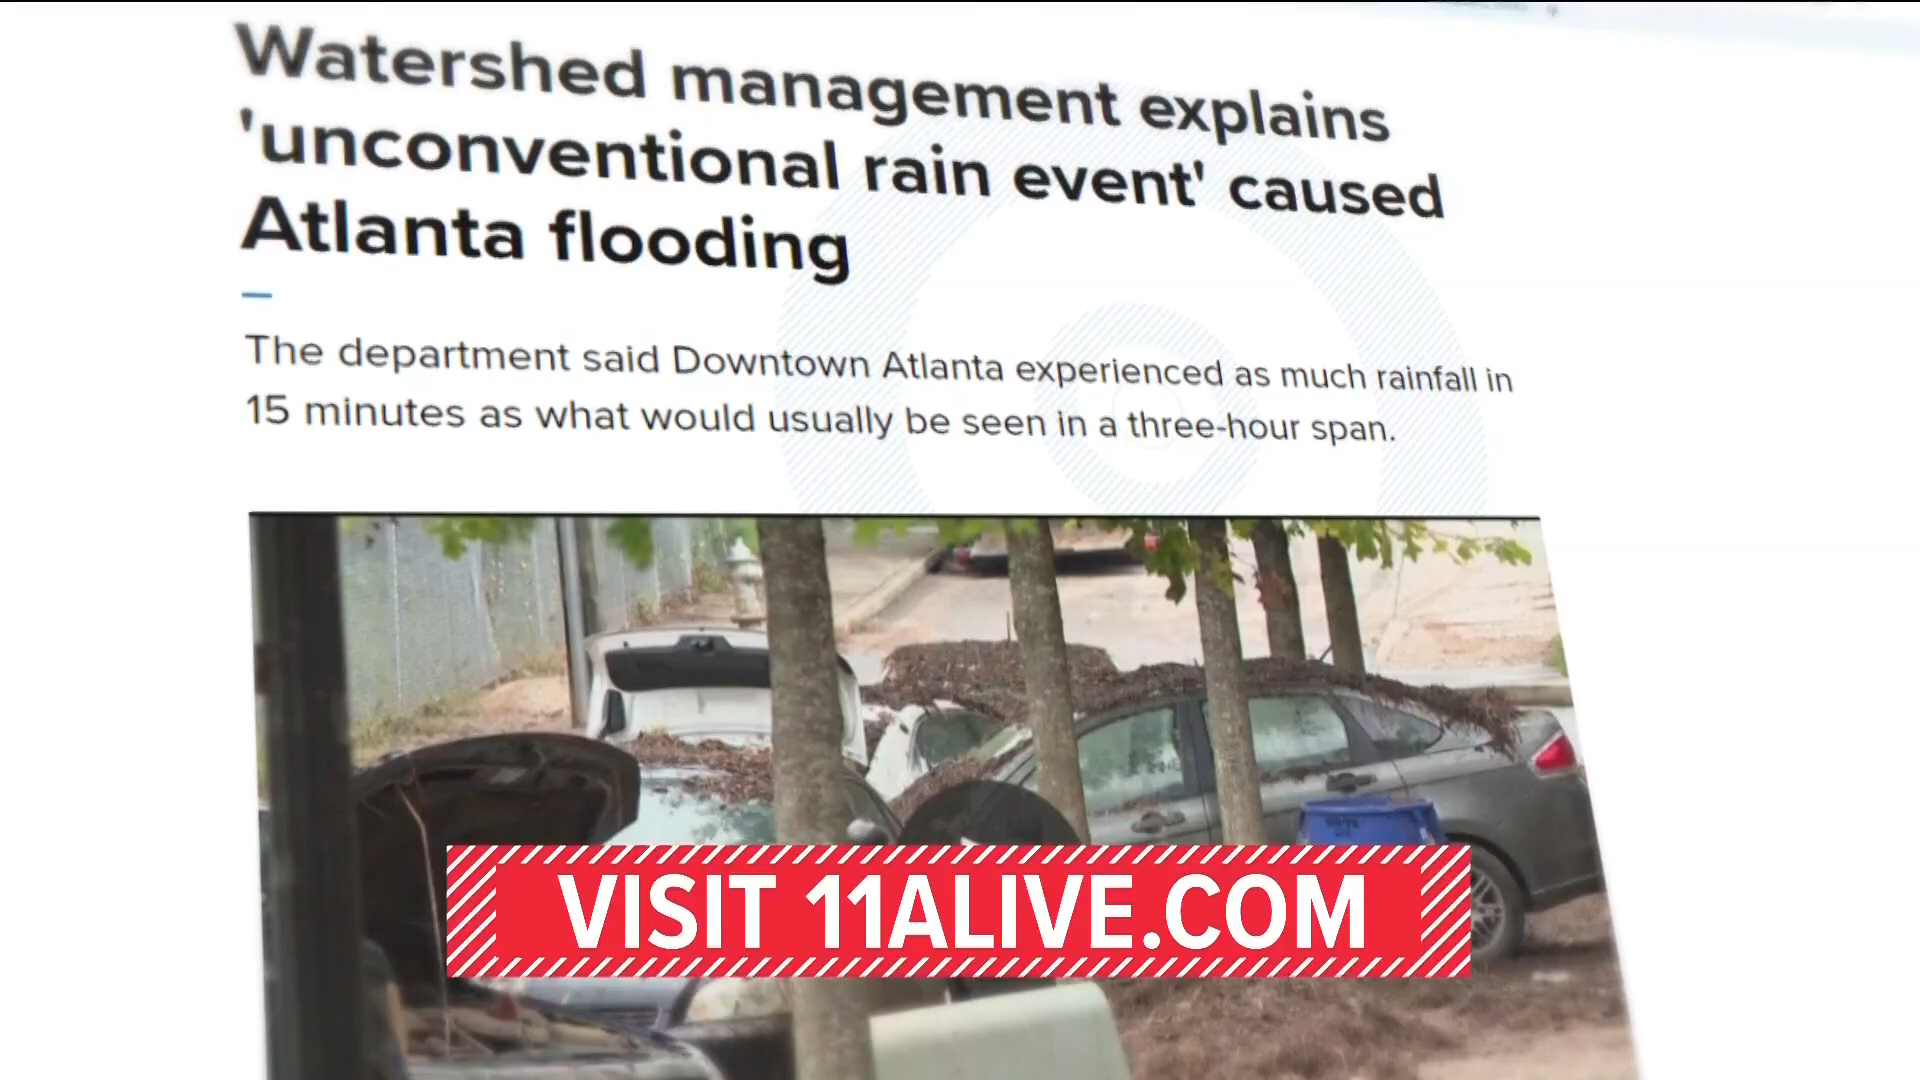 Watershed management explains
'unconventional rain event' caused
Atlanta flooding
The department said Downtown Atlanta experienced as much rainfall in
15 minutes as what would usually be seen in a three-hour span.
VISIT 11ALIVE.COM